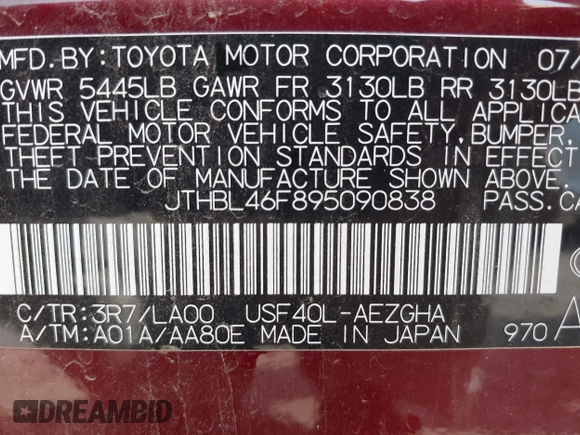 MFD.BY:TOYOTA MOTOR CORPORATION 07/
GVWR 5445LB GAWR FR 3130LB RR 3130LB
THIS VEHICLE CONFORMS TO ALL APPLICA
FEDERAL MOTOR VEHICLE SAFETY, BUMPER,
THEFT PREVENTION STANDARDS IN EFFECT
THE DATE OF MANUFACTURE SHOWN ABOVE.
JTHBL46F895090838 PASS.CA
C/TR:3R7/LA00 USF40L-AEZGHA
A/TM:A01A/AA80E MADE IN JAPAN 970
DREAMBID